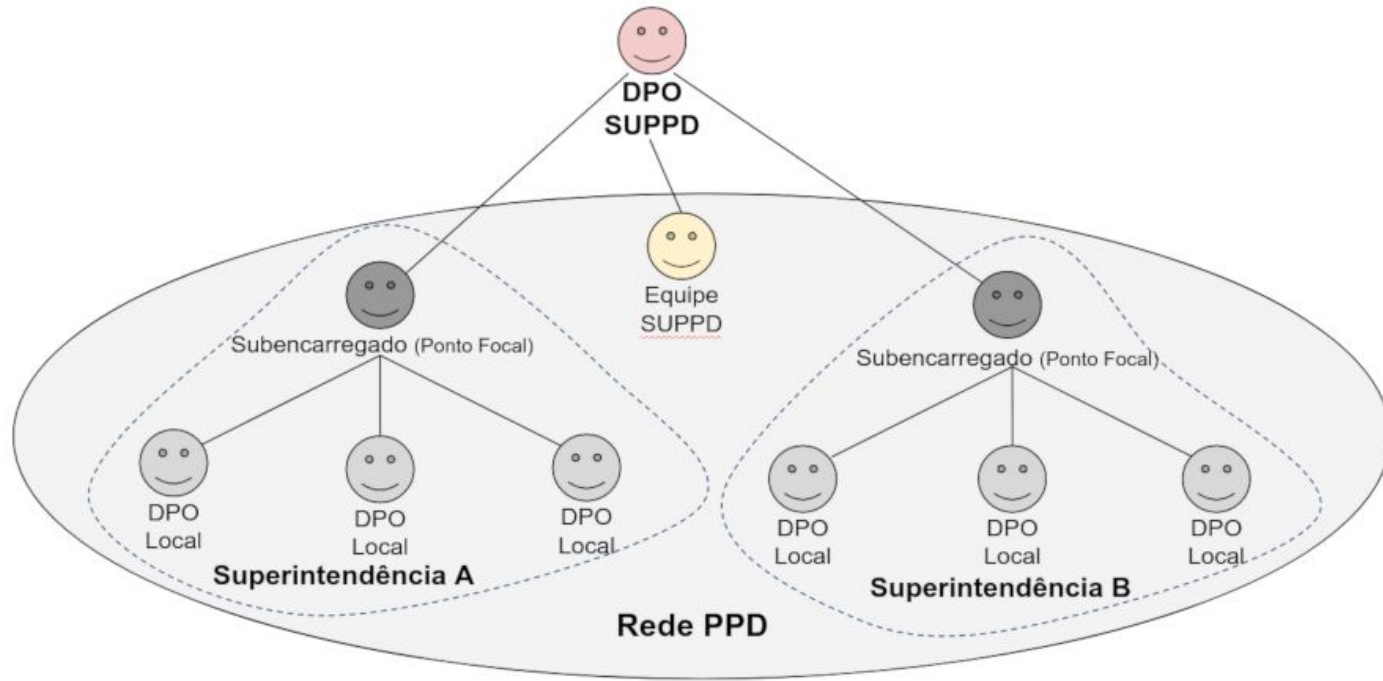 DPO
SUPPD
Equipe
SUPPD
Subencarregado (Ponto Focal)
Subencarregado (Ponto Focal)
DPO
Local
DPO
Local
DPO
Local
Superintendência A
DPO
Local
DPO
Local
DPO
Local
Superintendência B
Rede PPD